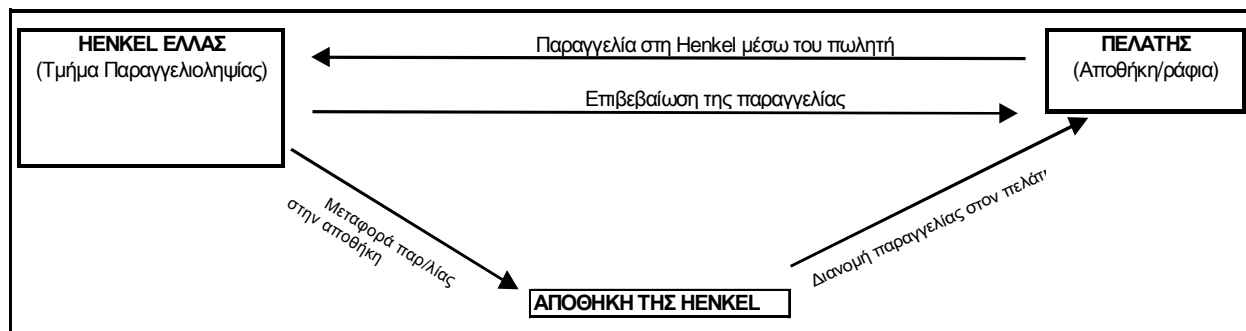 HENKEL ΕΛΛΑΣ
(Τμήμα Παραγγελιοληψίας)
Παραγγελία στη Henkel μέσω του πωλητή
ΠΕΛΑΤΗΣ
(Αποθήκη/ράφια)
Επιβεβαίωση της παραγγελίας
Μεταφορά παρ/λίας
στην αποθήκη
Διανομή παραγγελίας στον πελάτ
ΑΠΟΘΗΚΗ ΤΗΣ HENKEL